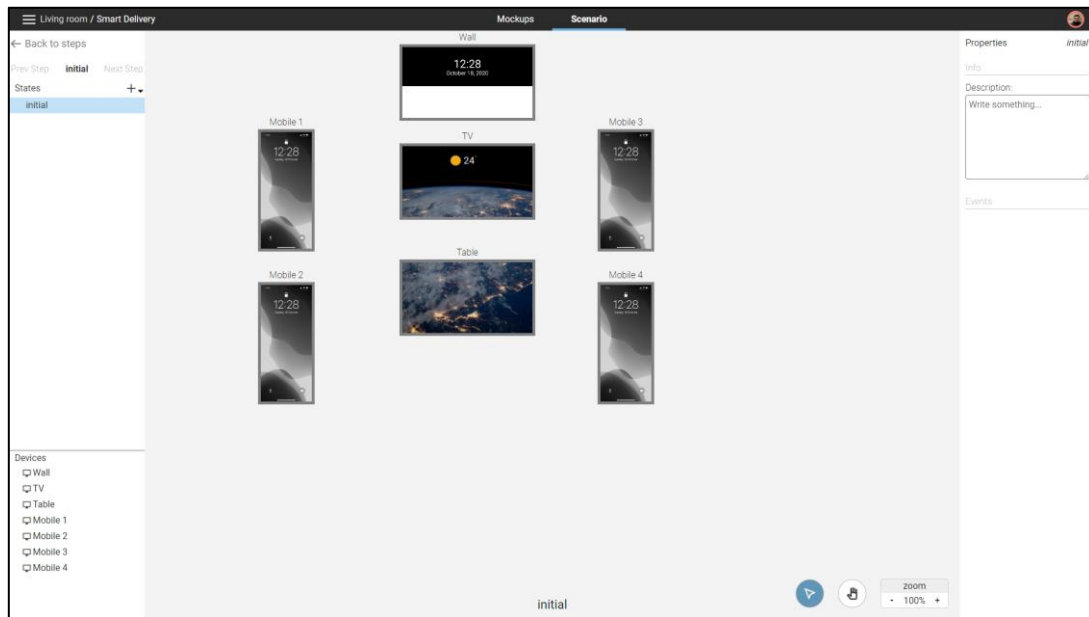 Living room / Smart Delivery
Mockups
Scenario
← Back to steps
Prev Step initial Next Step
States
initial
Wall
12:28
October 18, 2020
Mobile 1
12:28
Mobile 2
12:28
TV
24°
Table
Mobile 3
12:28
Mobile 4
12:28
Devices
Wall
TV
Table
Mobile 1
Mobile 2
Mobile 3
Mobile 4
initial
zoom
- 100% +
Properties initial
Info
Description:
Write something...
Events